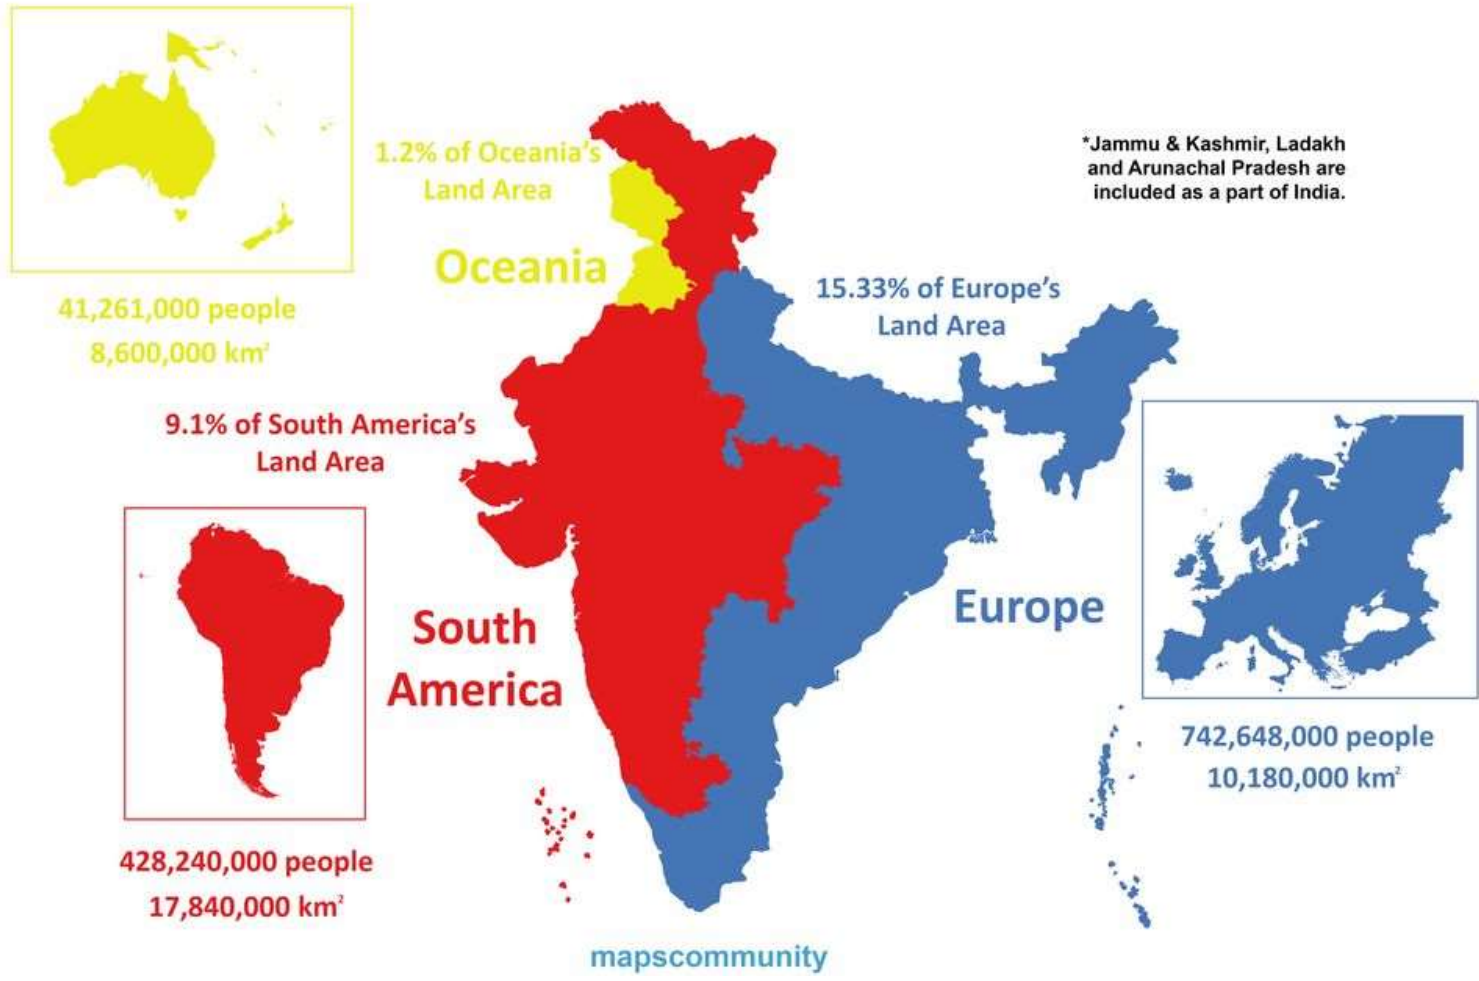 1.2% of Oceania's
Land Area
Oceania
41,261,000 people
8,600,000 km²
*Jammu & Kashmir, Ladakh
and Arunachal Pradesh are
included as a part of India.
15.33% of Europe's
Land Area
9.1% of South America's
Land Area
South
America
Europe
742,648,000 people
10,180,000 km²
428,240,000 people
17,840,000 km²
mapscommunity